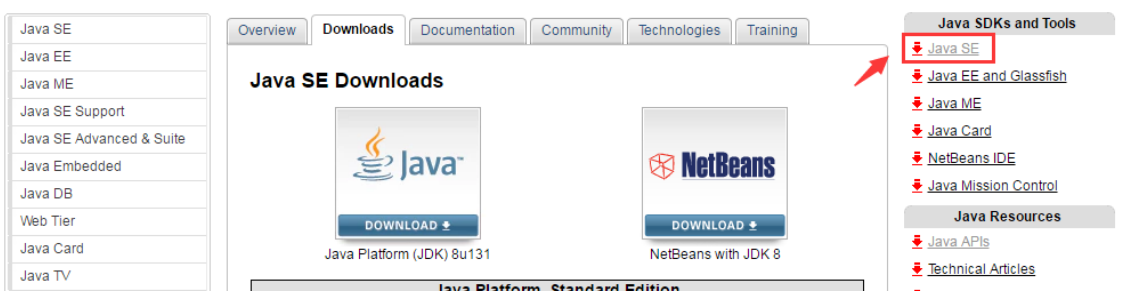 Java SE
Java EE
Java ME
Java SE Support
Java SE Advanced & Suite
Java Embedded
Java DB
Web Tier
Java Card
Java TV
Overview
Downloads
Documentation
Community
Technologies
Training
Java SE Downloads
Java™
DOWNLOAD
Java Platform (JDK) 8u131
NetBeans
DOWNLOAD
NetBeans with JDK 8
Java Platform, Standard Edition
Java SDKs and Tools
Java SE
Java EE and Glassfish
Java ME
Java Card
NetBeans IDE
Java Mission Control
Java Resources
Java APIs
Technical Articles